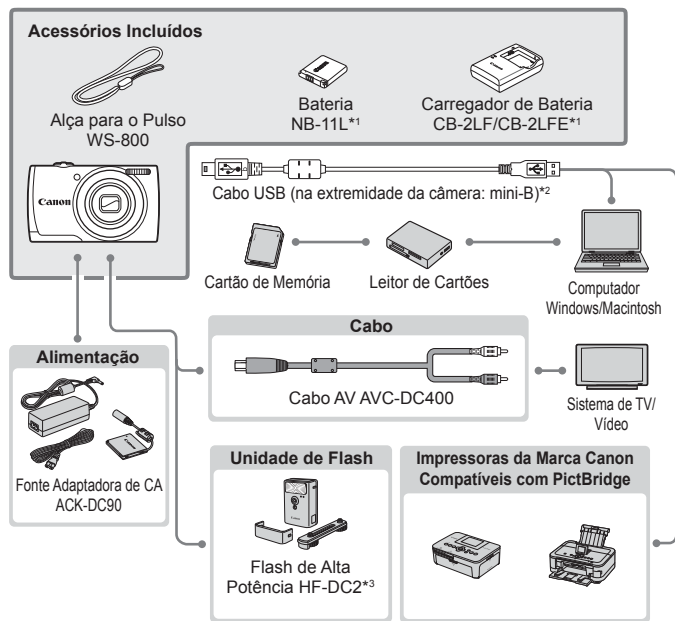 Acessórios Incluídos
Alça para o Pulso
WS-800
Bateria
NB-11L*1
Carregador de Bateria
CB-2LF/CB-2LFE*1
Canon
Cabo USB (na extremidade da câmera: mini-B)*2
Cartão de Memória
Leitor de Cartões
Computador
Windows/Macintosh
Cabo
Cabo AV AVC-DC400
Sistema de TV/
Vídeo
Alimentação
Fonte Adaptadora de CA
ACK-DC90
Unidade de Flash
Flash de Alta
Potência HF-DC2*3
Impressoras da Marca Canon
Compatíveis com PictBridge